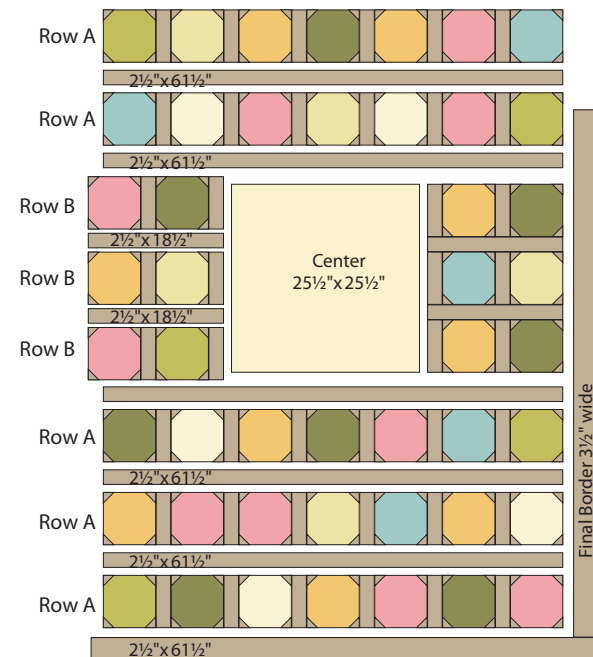 Row A
2½"x61½"
Row A
2½"x61½"
Row B
2½"x18½"
Center
25½"x25½"
Row B
2½"x18½"
Row B
Row A
2½"x61½"
Row A
2½"x61½"
Row A
2½"x61½"
Final Border 3½" wide